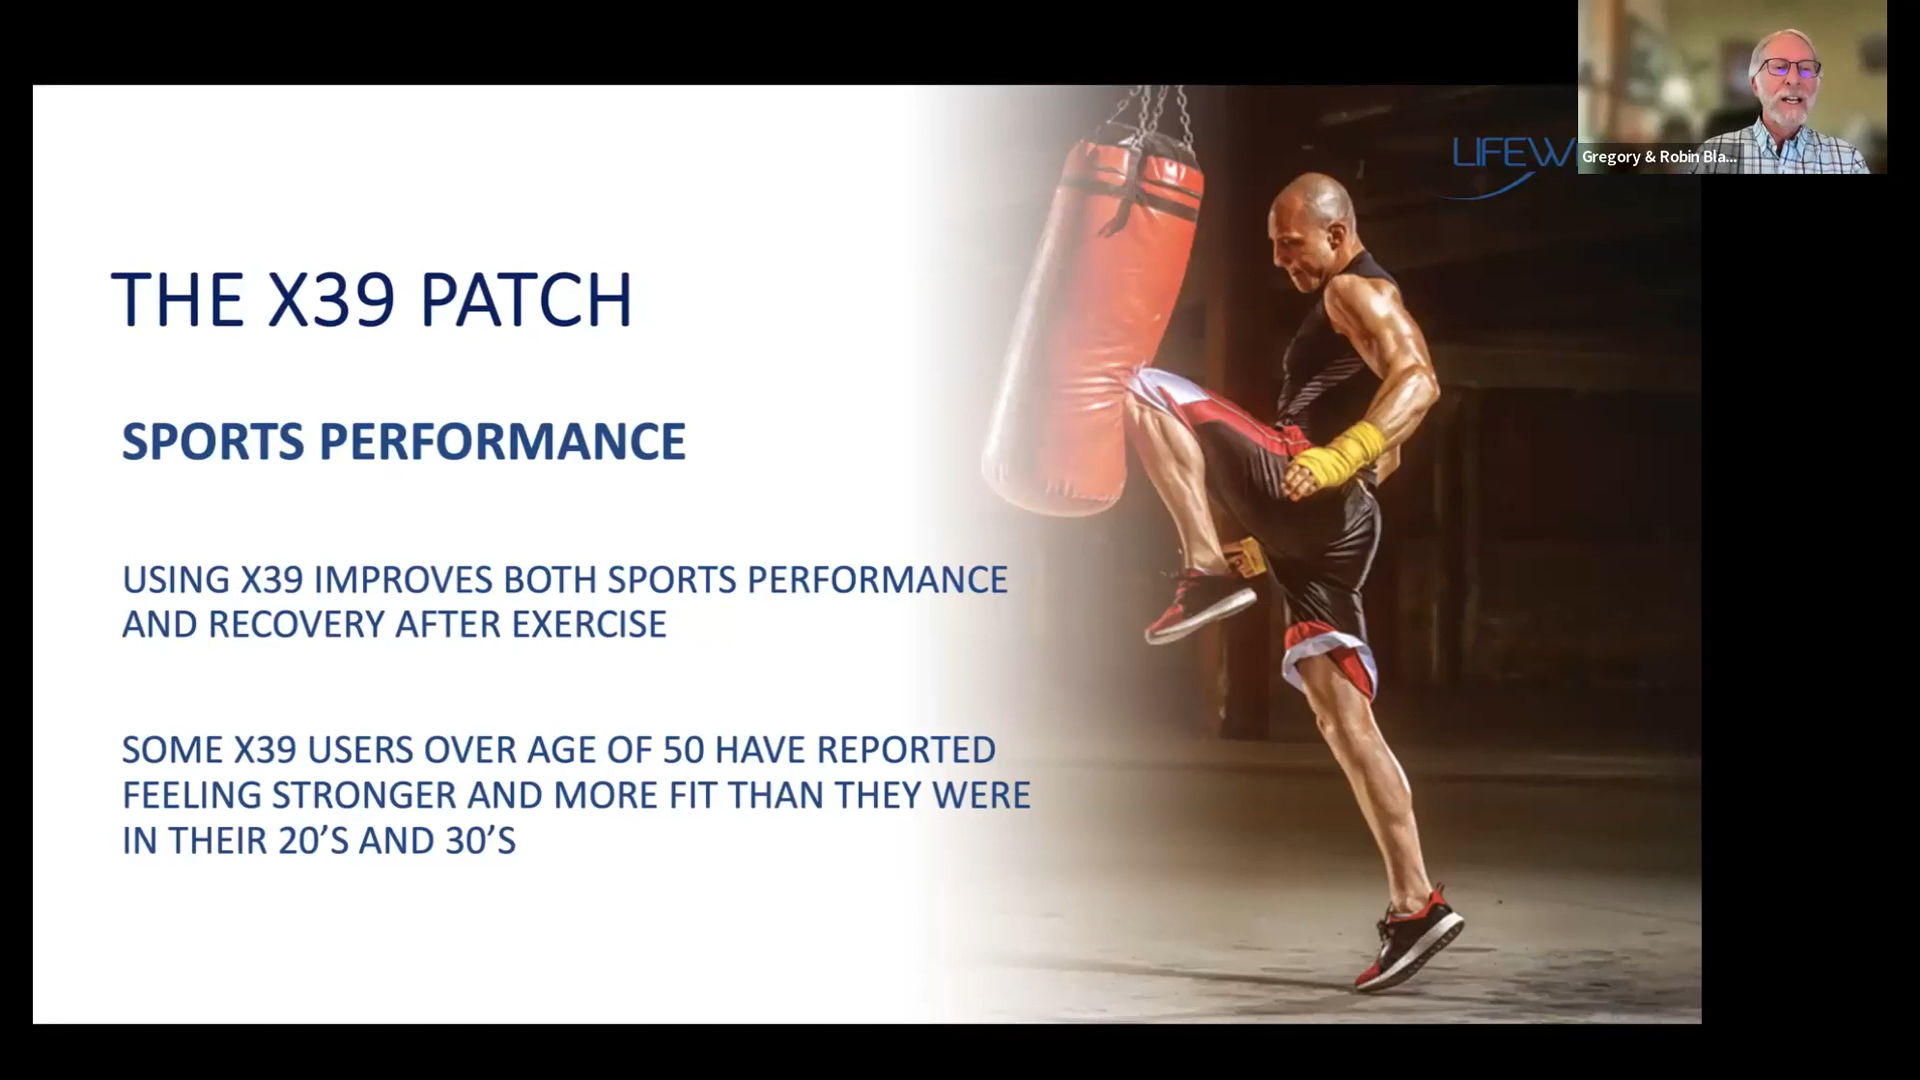 LIFEW
Gregory & Robin Bla...
THE X39 PATCH
SPORTS PERFORMANCE
USING X39 IMPROVES BOTH SPORTS PERFORMANCE
AND RECOVERY AFTER EXERCISE
SOME X39 USERS OVER AGE OF 50 HAVE REPORTED
FEELING STRONGER AND MORE FIT THAN THEY WERE
IN THEIR 20’S AND 30’S